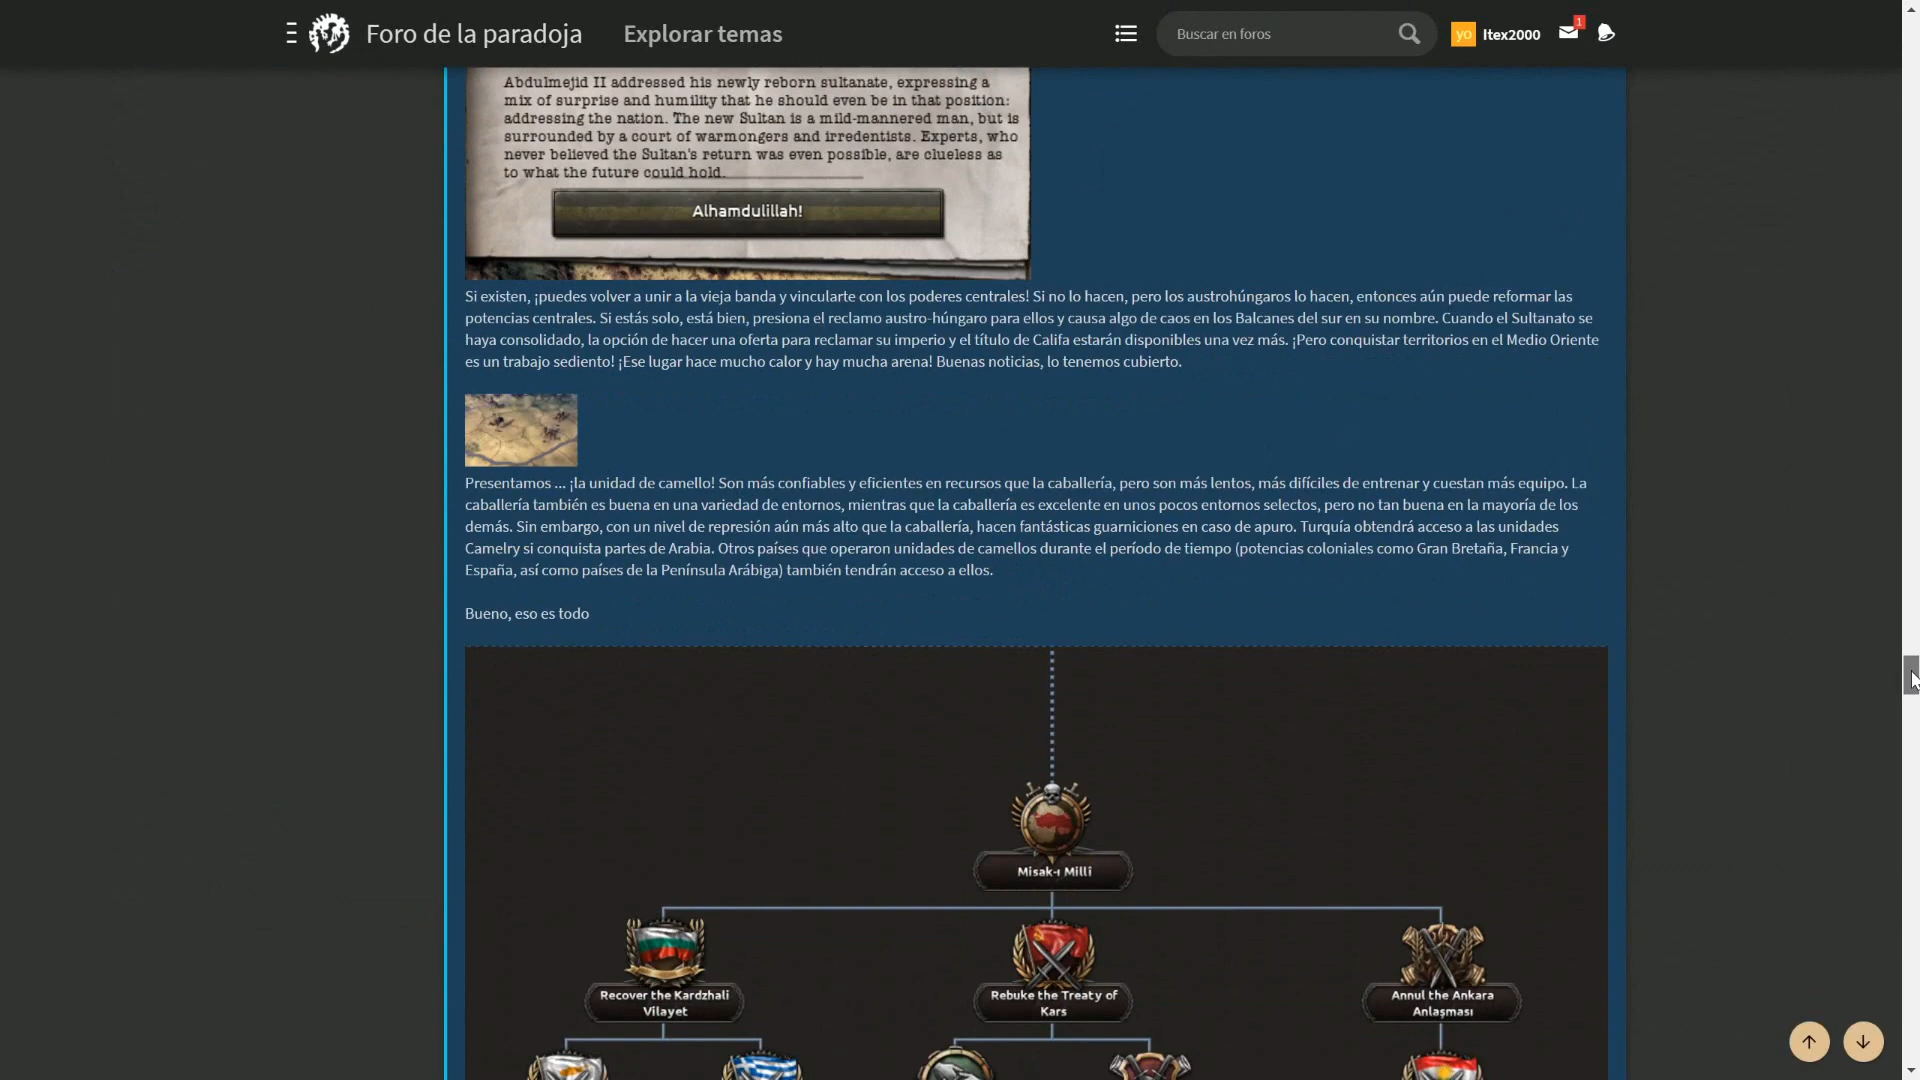 Foro de la paradoja
Explorar temas
Buscar en foros
yo
Itex2000
1
Abdulmejid II addressed his newly reborn sultanate, expressing a
mix of surprise and humility that he should even be in that position:
addressing the nation. The new Sultan is a mild-mannered man, but is
surrounded by a court of warmongers and irredentists. Experts, who
never believed the Sultan's return was even possible, are clueless as
to what the future could hold.
Alhamdulillah!
Si existen, ¡puedes volver a unir a la vieja banda y vincularte con los poderes centrales! Si no lo hacen, pero los austrohúngaros lo hacen, entonces aún puede reformar las
potencias centrales. Si estás solo, está bien, presiona el reclamo austro-húngaro para ellos y causa algo de caos en los Balcanes del sur en su nombre. Cuando el Sultanato se
haya consolidado, la opción de hacer una oferta para reclamar su imperio y el título de Califa estarán disponibles una vez más. ¡Pero conquistar territorios en el Medio Oriente
es un trabajo sediento! ¡Ese lugar hace mucho calor y hay mucha arena! Buenas noticias, lo tenemos cubierto.
Presentamos ... ¡la unidad de camello! Son más confiables y eficientes en recursos que la caballería, pero son más lentos, más difíciles de entrenar y cuestan más equipo. La
caballería también es buena en una variedad de entornos, mientras que la caballería es excelente en unos pocos entornos selectos, pero no tan buena en la mayoría de los
demás. Sin embargo, con un nivel de represión aún más alto que la caballería, hacen fantásticas guarniciones en caso de apuro. Turquía obtendrá acceso a las unidades
Camelry si conquista partes de Arabia. Otros países que operaron unidades de camellos durante el período de tiempo (potencias coloniales como Gran Bretaña, Francia y
España, así como países de la Península Arábiga) también tendrán acceso a ellos.
Bueno, eso es todo
Misak-ı Millî
Recover the Kardzhali
Vilayet
Rebuke the Treaty of
Kars
Annul the Ankara
Anlaşması